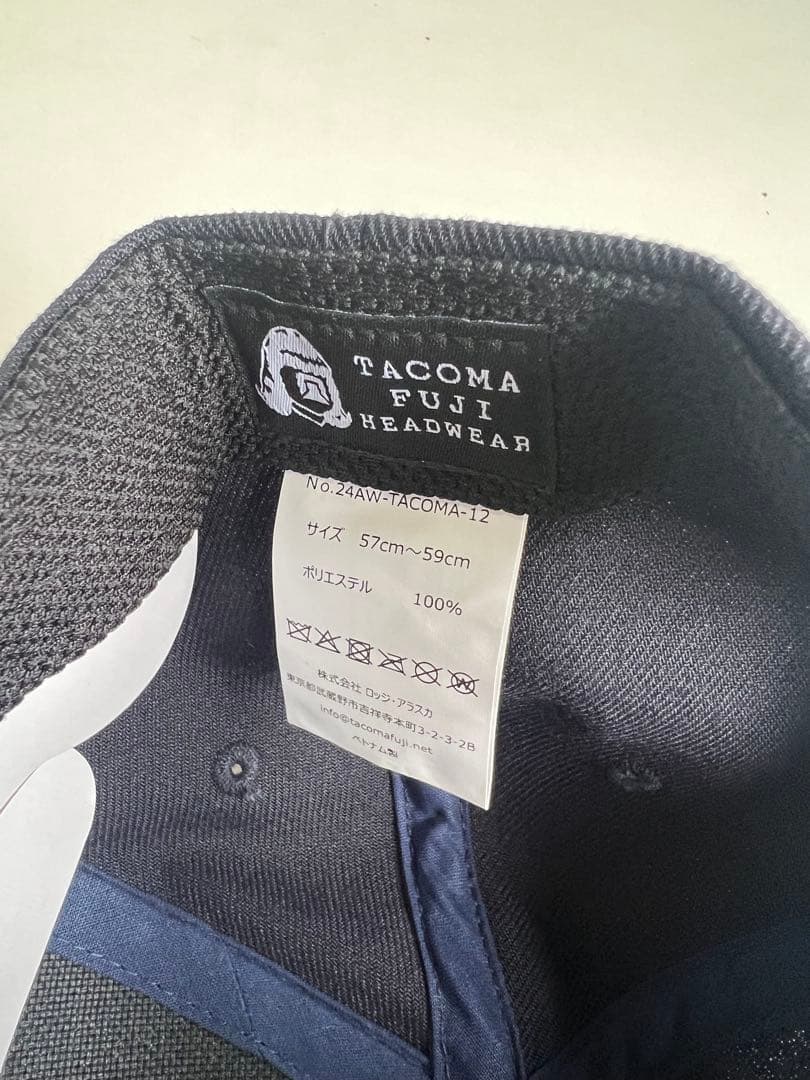 TACOMA
FUJI
HEADWEAR
No.24AW-TACOMA-12
サイズ 57cm～59cm
ポリエステル 100%
株式会社 ロッジ・アラスカ
東京都武蔵野市吉祥寺本町3-2-3-2B
info@tacomafuji.net
ベトナム製